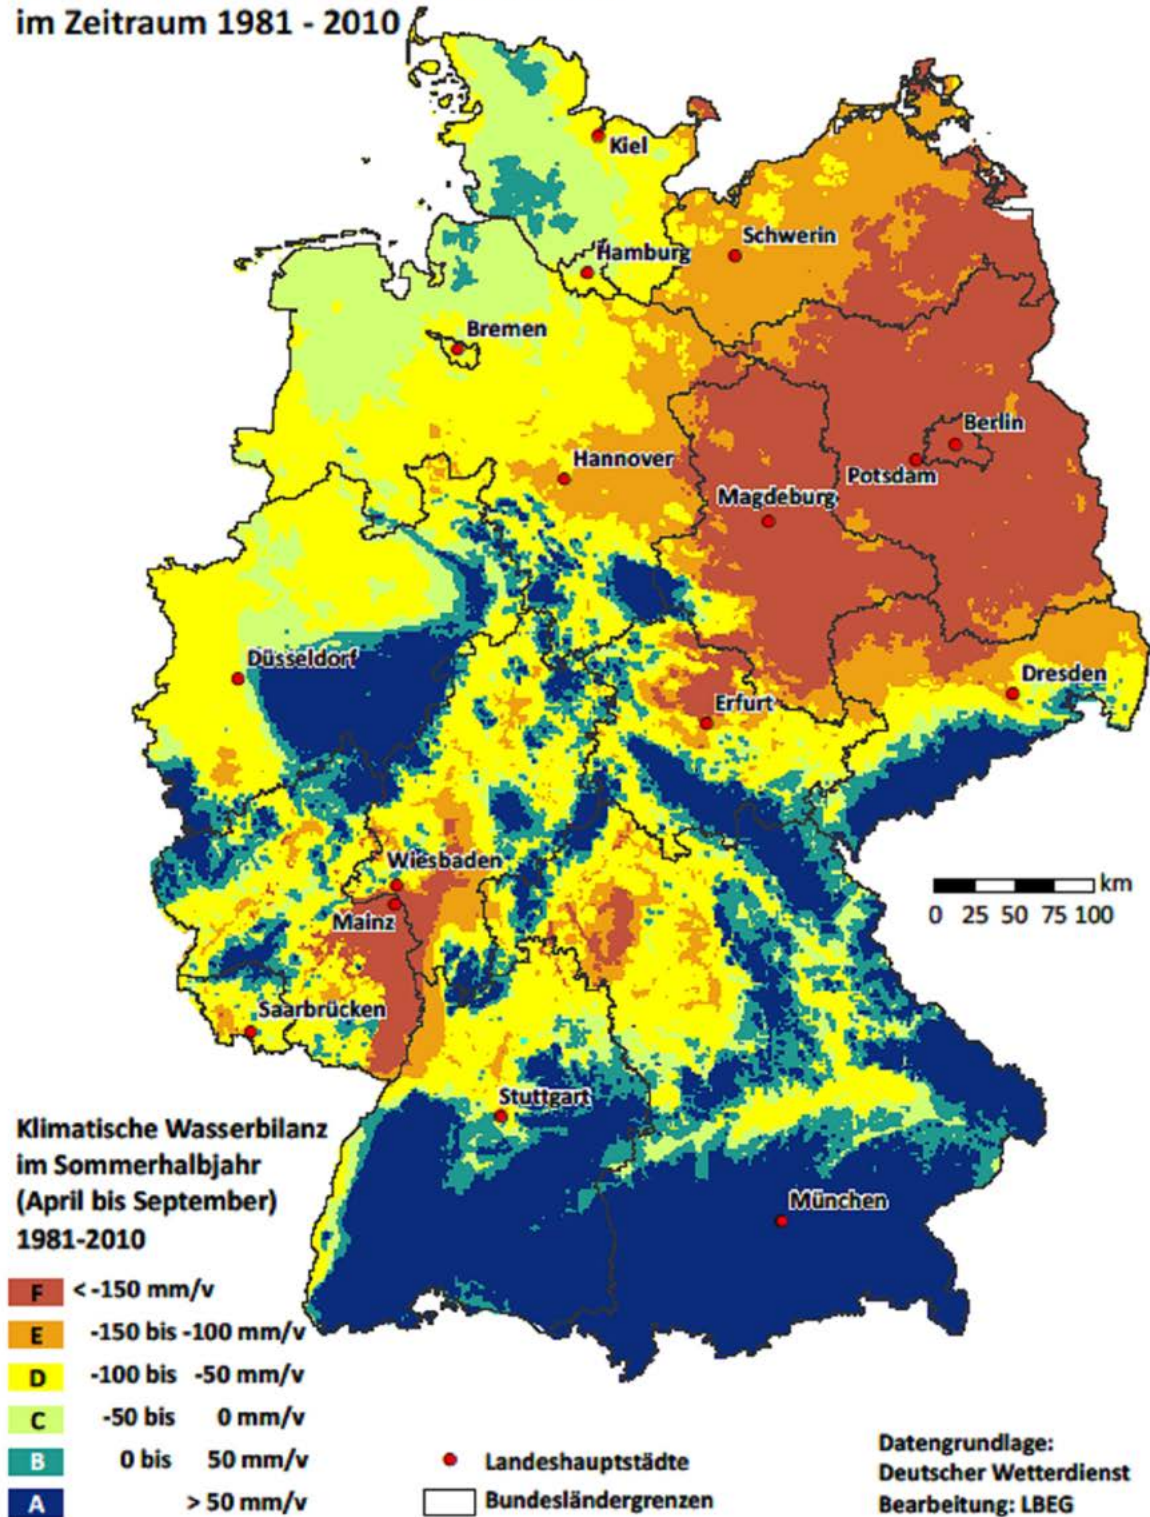 im Zeitraum 1981 - 2010
Kiel
Schwerin
Hamburg
Bremen
Berlin
Hannover
Potsdam
Magdeburg
Düsseldorf
Dresden
Erfurt
Wiesbaden
km
0 25 50 75 100
Mainz
Saarbrücken
Stuttgart
München
Klimatische Wasserbilanz
im Sommerhalbjahr
(April bis September)
1981-2010
F < -150 mm/v
E -150 bis -100 mm/v
D -100 bis -50 mm/v
C -50 bis 0 mm/v
B 0 bis 50 mm/v
A > 50 mm/v
Landeshauptstädte
Bundesländergrenzen
Datengrundlage:
Deutscher Wetterdienst
Bearbeitung: LBEG